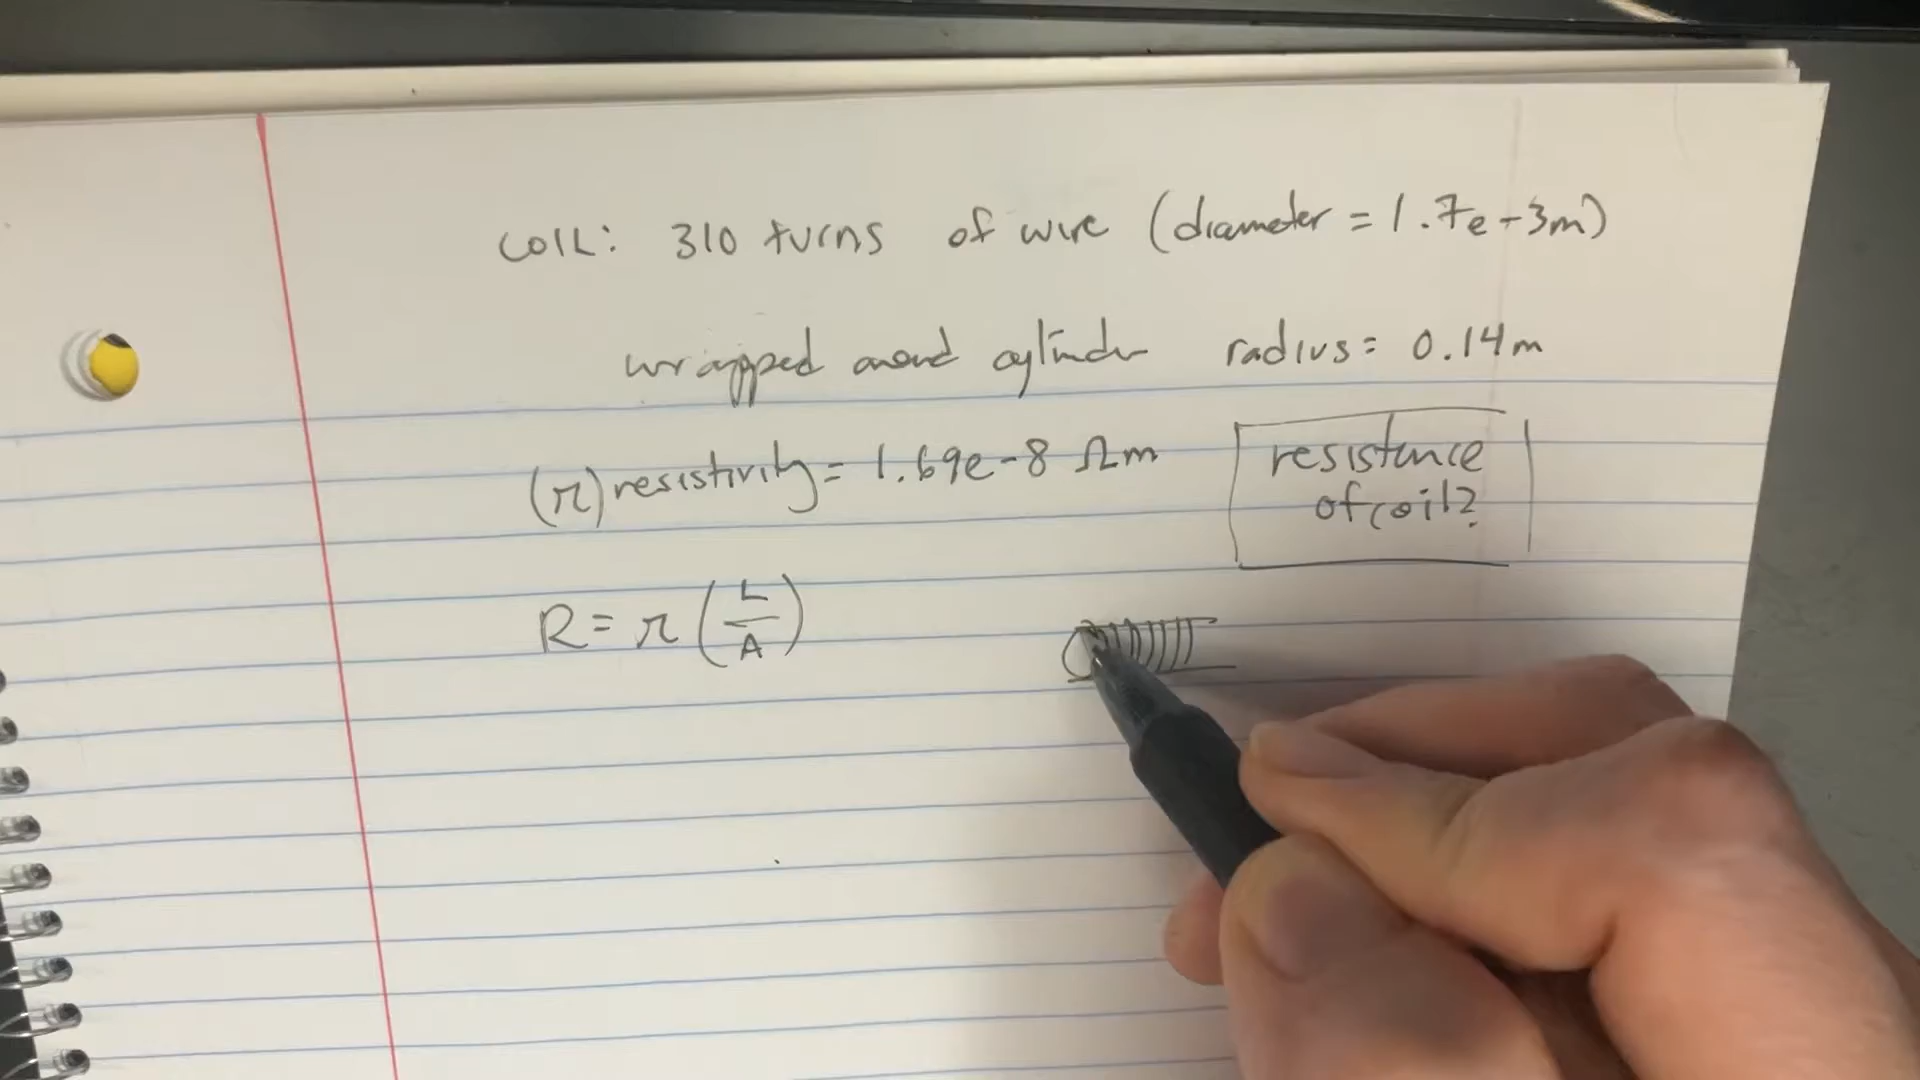 COIL: 310 turns of wire (diameter = 1.7e-3m)
wrapped around cylinder radius = 0.14m
(r) resistivity = 1.69e-8 Ωm
resistance
of coil?
R = r (L/A)